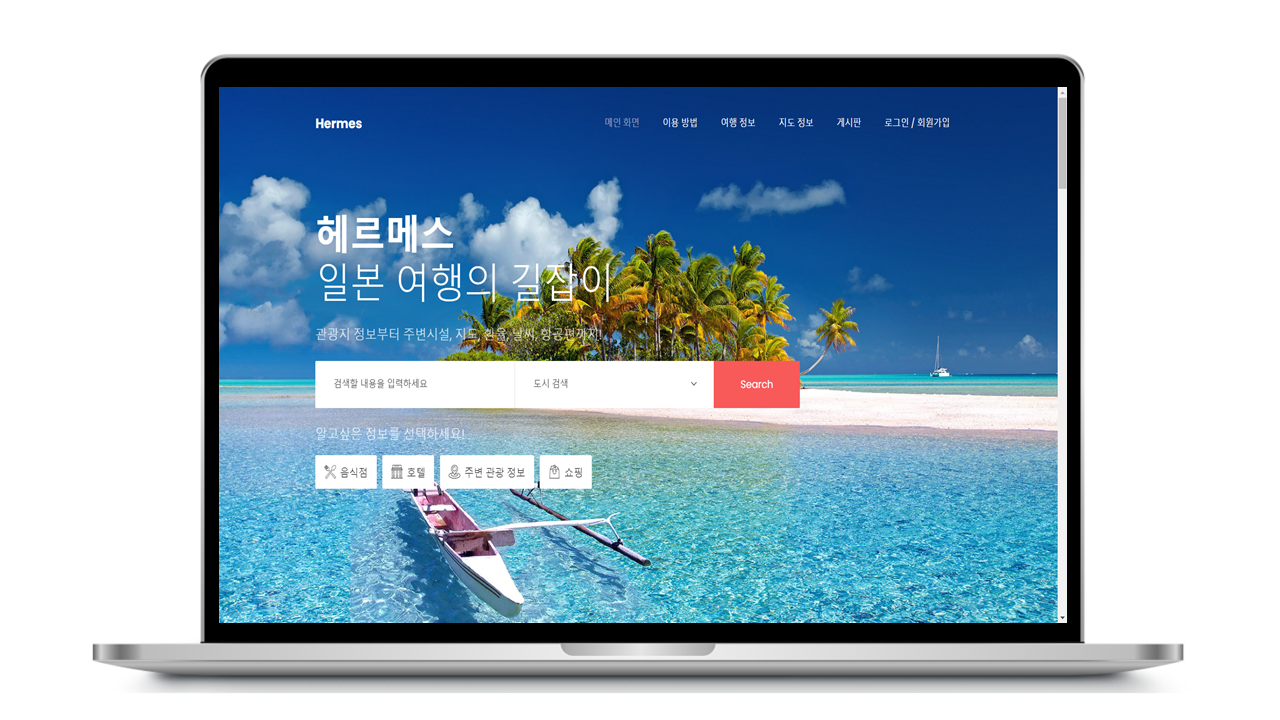 Hermes
메인 화면 이용 방법 여행 정보 지도 정보 게시판 로그인 / 회원가입
헤르메스
일본 여행의 길잡이
관광지 정보부터 주변시설, 지도, 환율, 날씨, 항공편까지!
검색할 내용을 입력하세요 도시 검색 Search
알고싶은 정보를 선택하세요!
음식점 호텔 주변 관광 정보 쇼핑